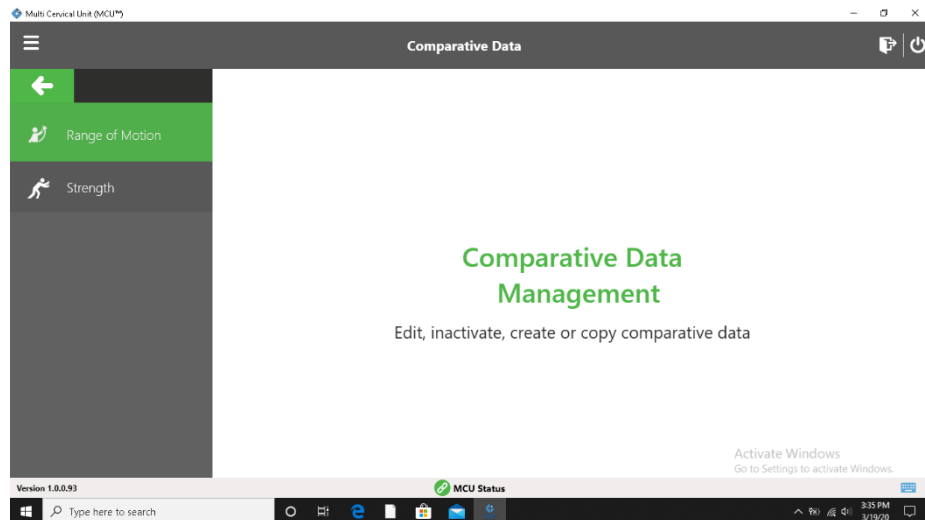 Multi Cervical Unit (MCU™)
Comparative Data
Range of Motion
Strength
Comparative Data
Management
Edit, inactivate, create or copy comparative data
Activate Windows
Go to Settings to activate Windows.
Version 1.0.0.93
MCU Status
Type here to search
3:35 PM
3/19/20